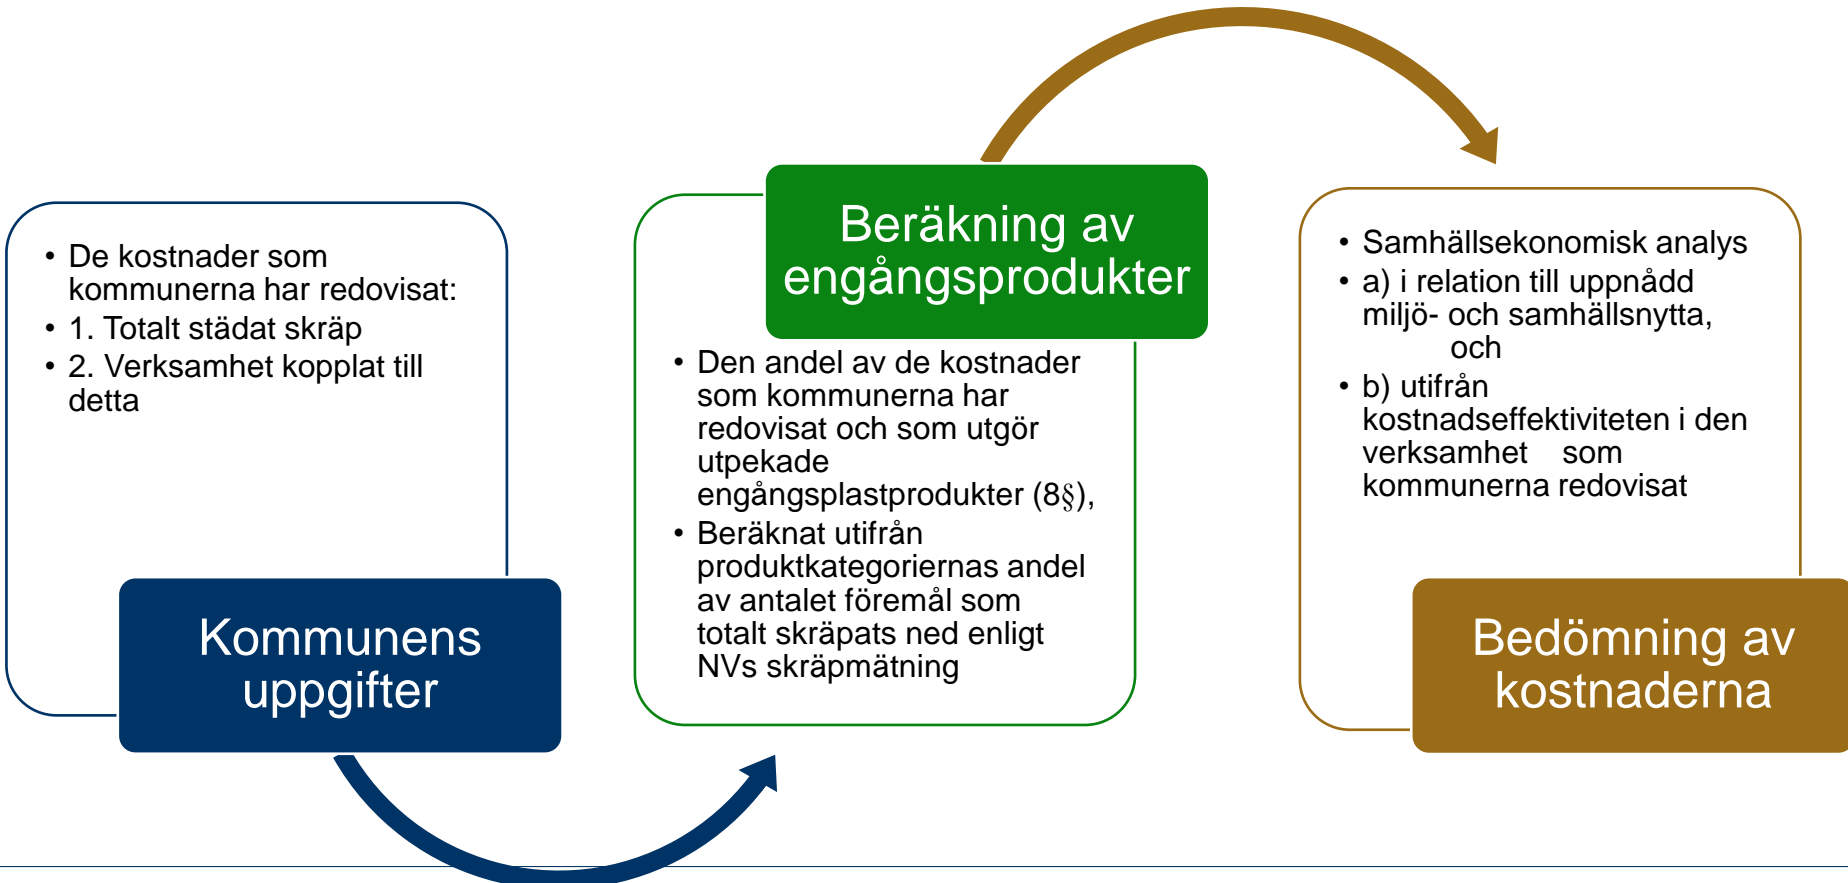 • De kostnader som
kommunerna har redovisat:
• 1. Totalt städat skräp
• 2. Verksamhet kopplat till
detta
Kommunens
uppgifter
Beräkning av
engångsprodukter
• Den andel av de kostnader
som kommunerna har
redovisat och som utgör
utpekade
engångsplastprodukter (8§),
• Beräknat utifrån
produktkategoriernas andel
av antalet föremål som
totalt skräpats ned enligt
NVs skräpmätning
• Samhällsekonomisk analys
• a) i relation till uppnådd
miljö- och samhällsnytta,
och
• b) utifrån
kostnadseffektiviteten i den
verksamhet som
kommunerna redovisat
Bedömning av
kostnaderna